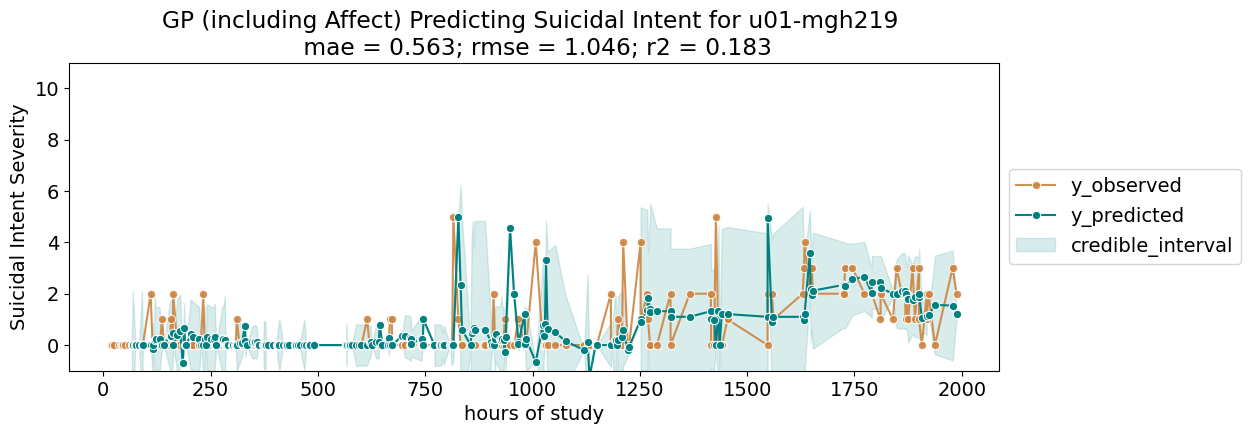 GP (including Affect) Predicting Suicidal Intent for u01-mgh219
mae = 0.563; rmse = 1.046; r2 = 0.183
Suicidal Intent Severity
10
8
6
4
2
0
0 250 500 750 1000 1250 1500 1750 2000
hours of study
y_observed
y_predicted
credible_interval